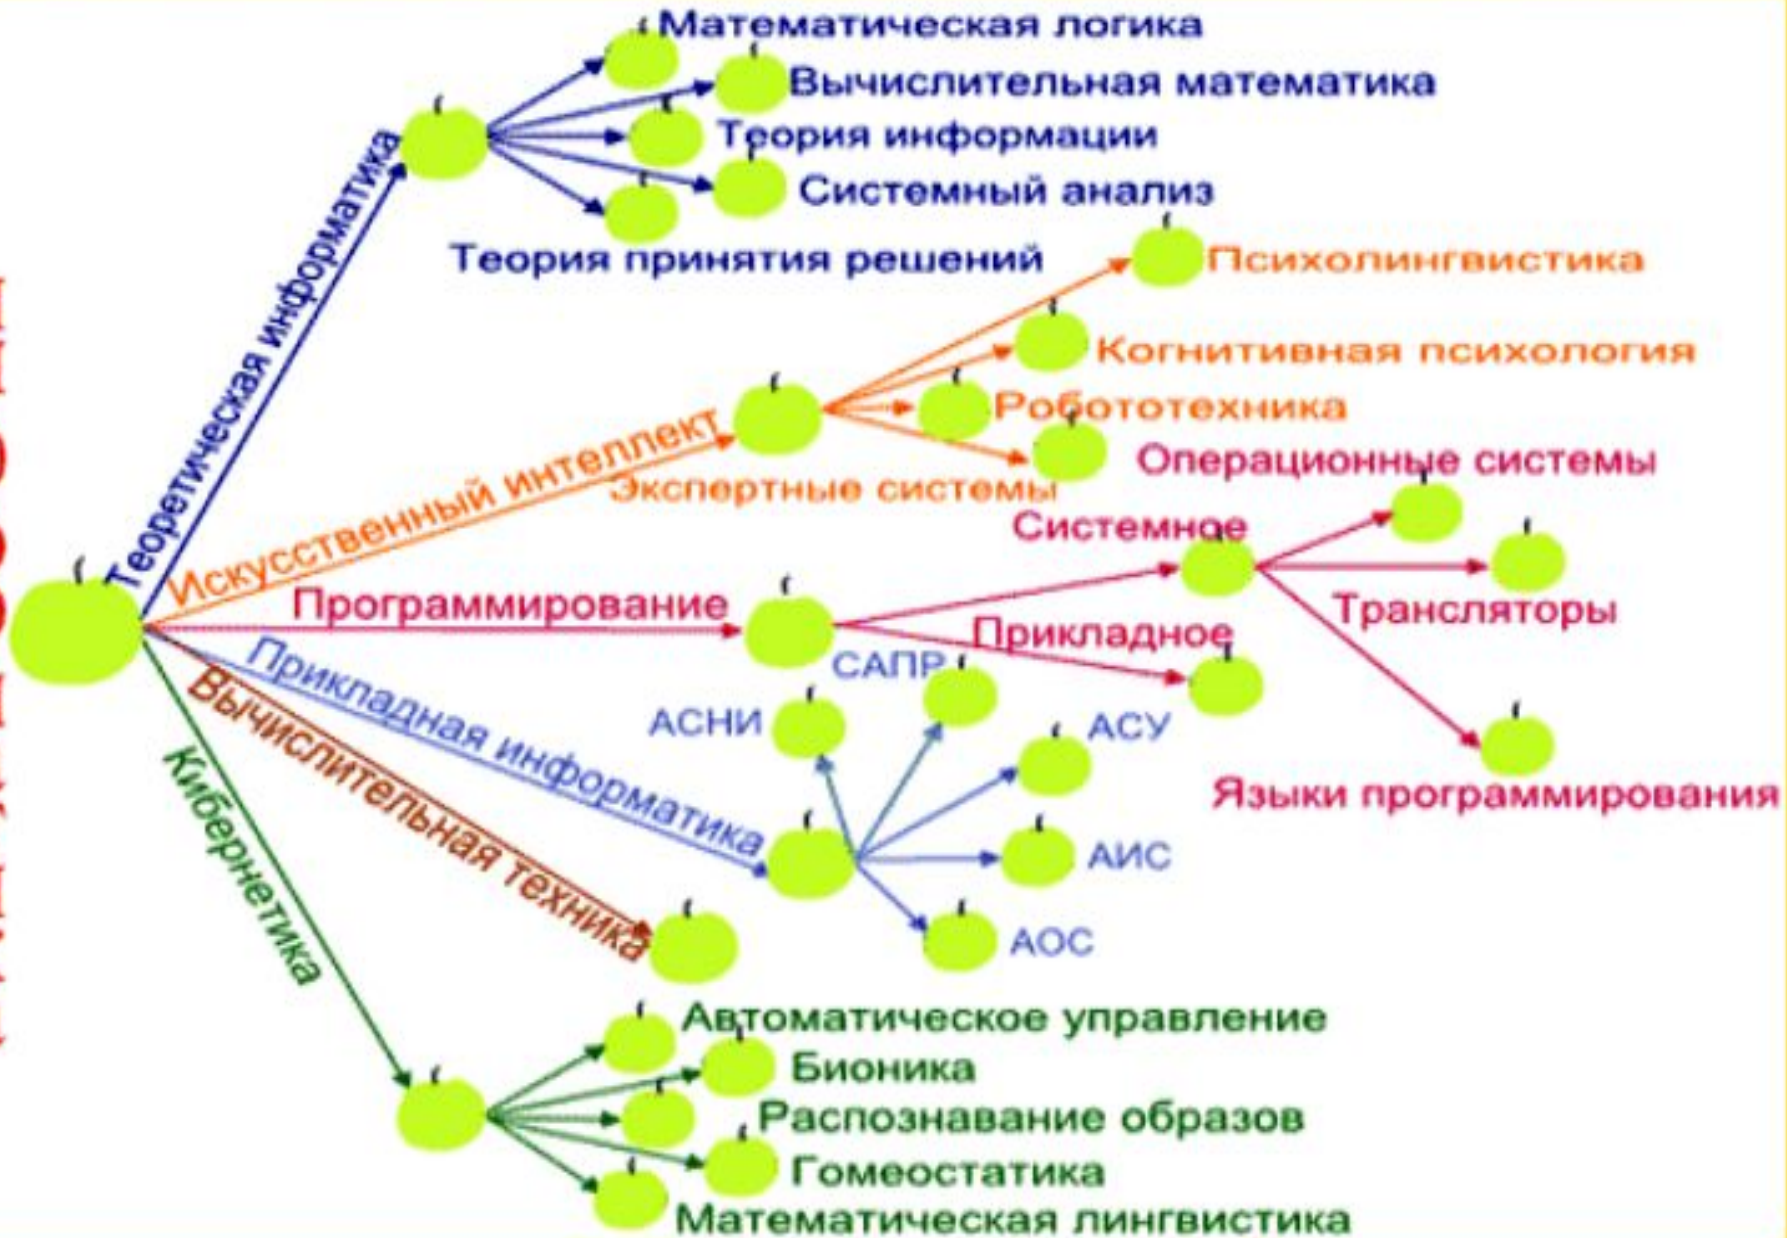 Математическая логика
Вычислительная математика
Теория информации
Системный анализ
Теория принятия решений
Теоретическая информатика
Психолингвистика
Когнитивная психология
Робототехника
Экспертные системы
Искусственный интеллект
Операционные системы
Системное
Программирование
Трансляторы
Прикладное
Языки программирования
САПР
АСНИ
АСУ
Прикладная информатика
АИС
АОС
Вычислительная техника
Кибернетика
Автоматическое управление
Бионика
Распознавание образов
Гомеостатика
Математическая лингвистика